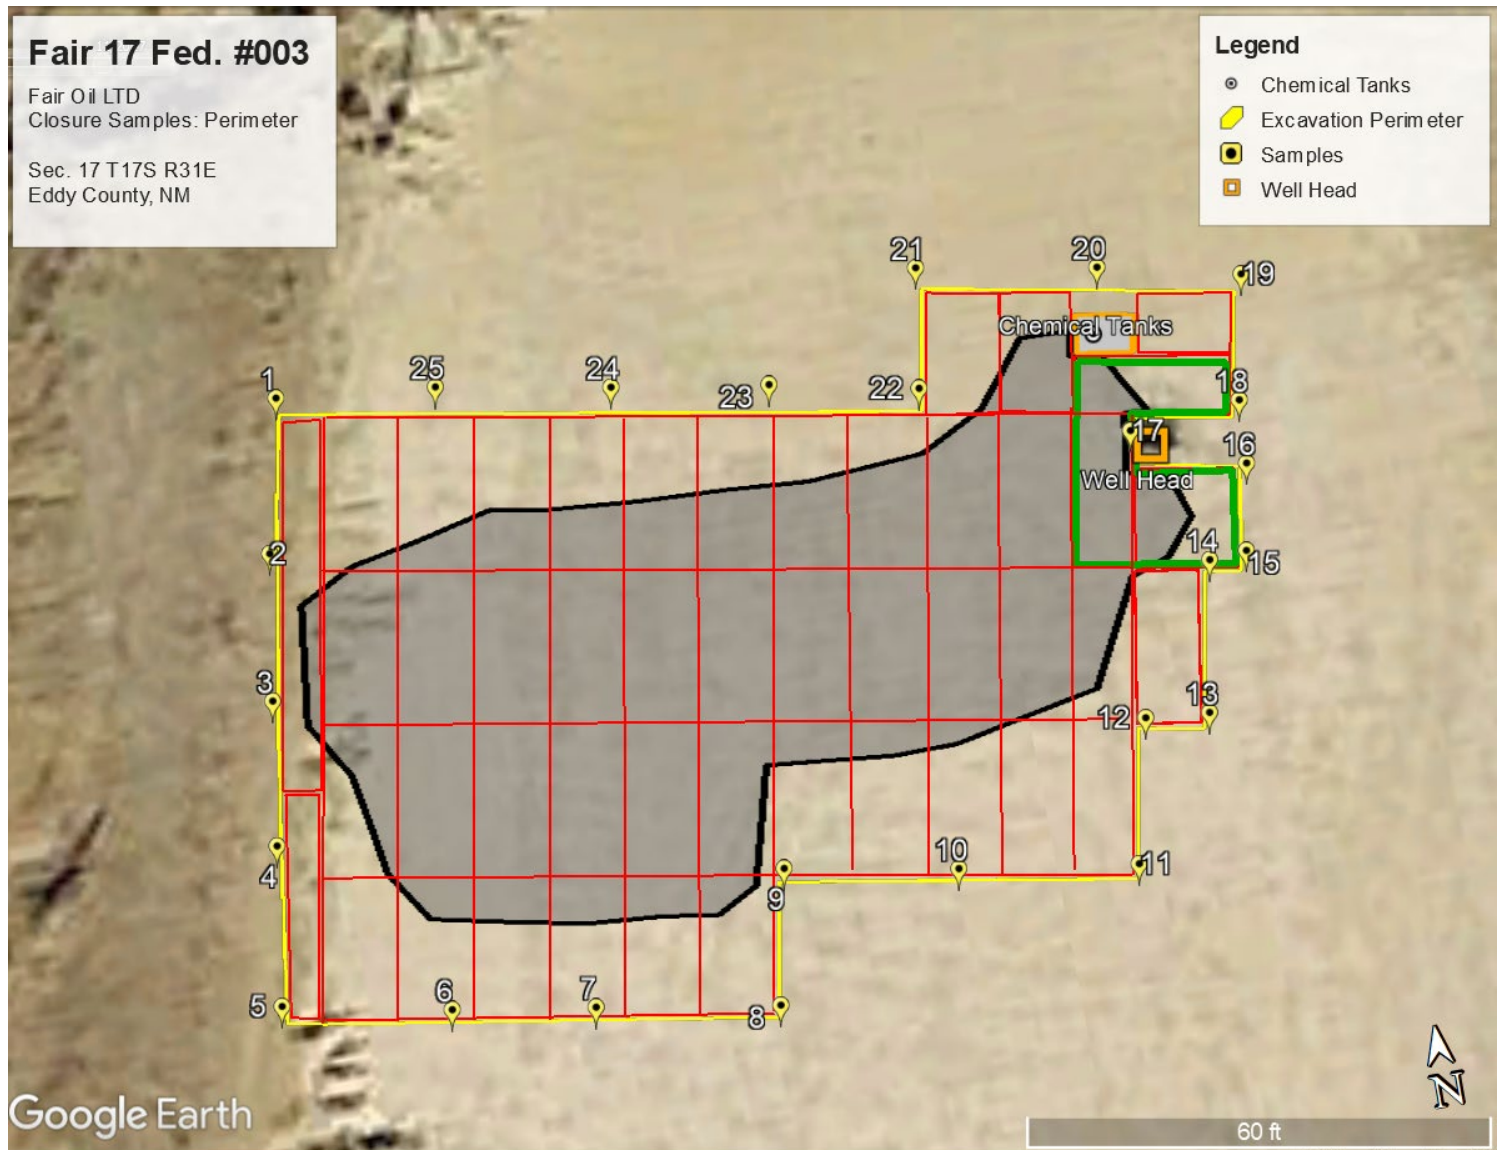 Fair 17 Fed. #003
Fair Oil LTD
Closure Samples: Perimeter
Sec. 17 T17S R31E
Eddy County, NM
Legend
Chemical Tanks
Excavation Perimeter
Samples
Well Head
21
20
19
Chemical Tanks
1
25
24
23
22
18
17
16
Well Head
2
14
15
3
13
12
4
10
11
9
5
6
7
8
N
Google Earth
60 ft